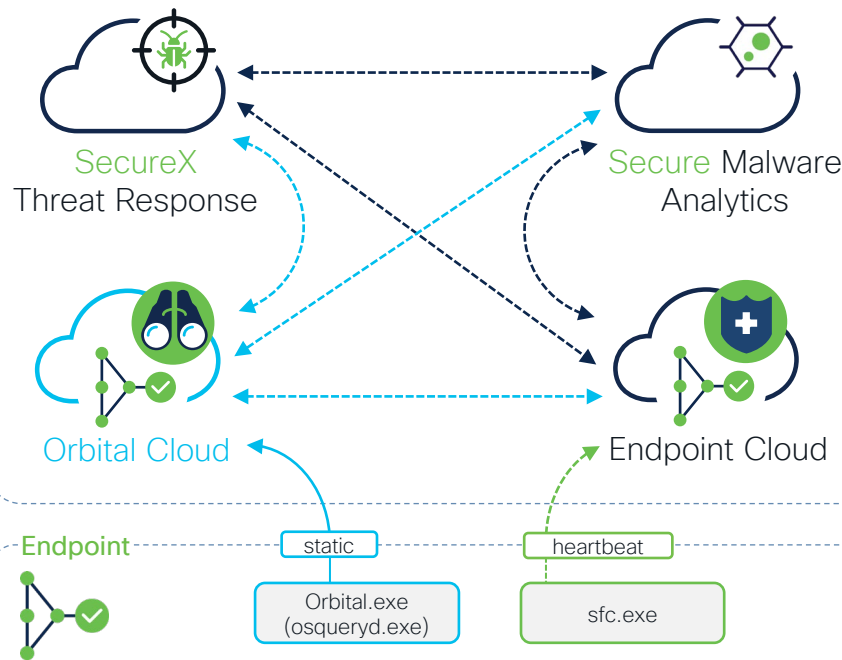 SecureX
Threat Response
Secure Malware
Analytics
Orbital Cloud
Endpoint Cloud
Endpoint
static
heartbeat
Orbital.exe
(osqueryd.exe)
sfc.exe